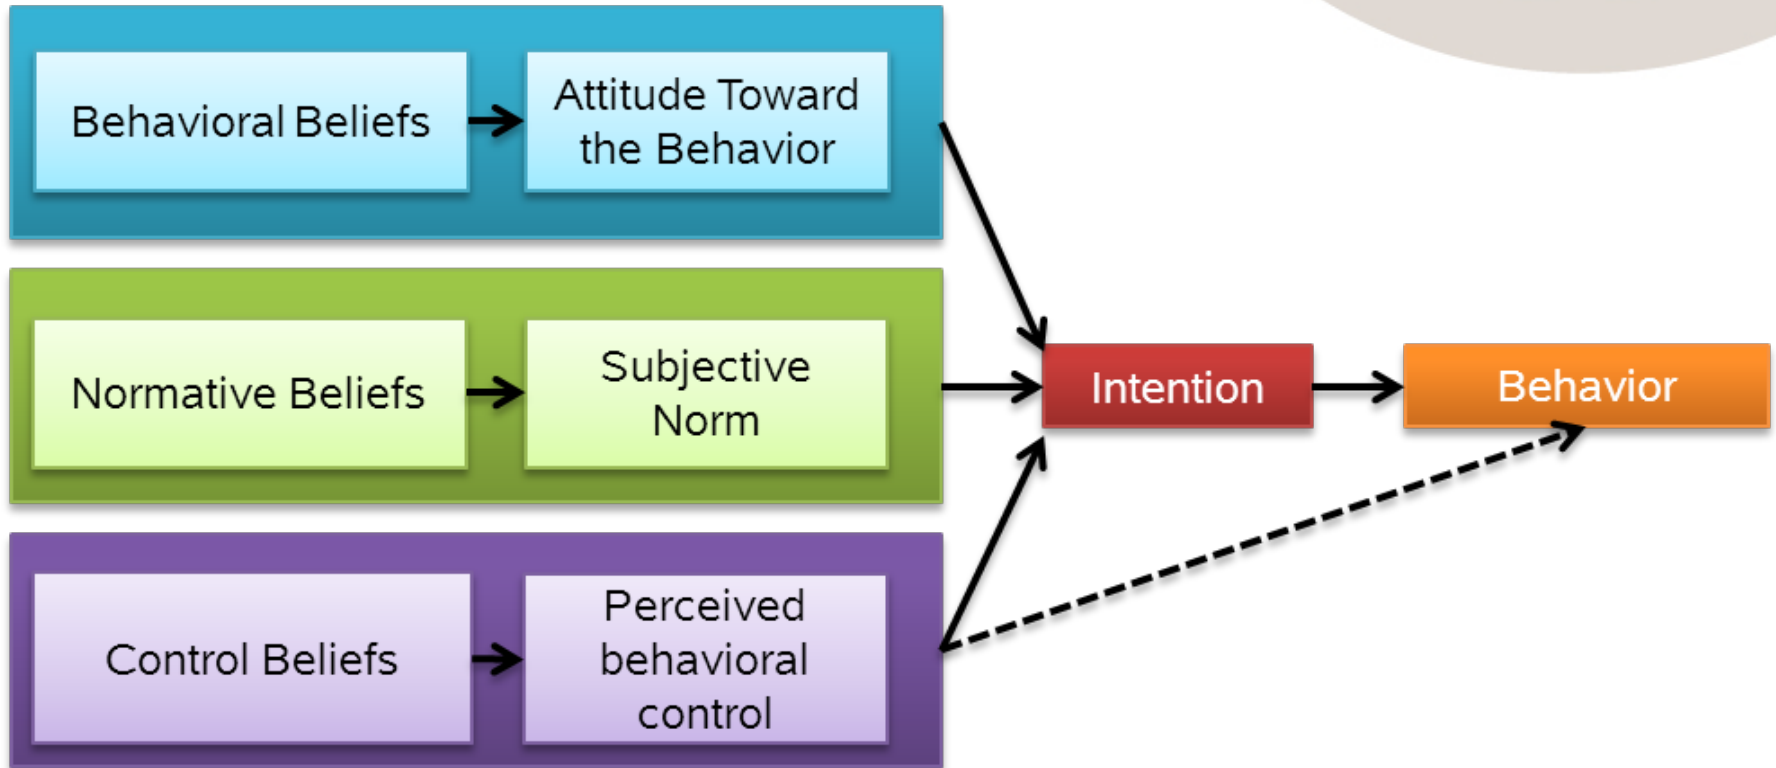 Behavioral Beliefs
Attitude Toward
the Behavior
Normative Beliefs
Subjective
Norm
Intention
Behavior
Control Beliefs
Perceived
behavioral
control